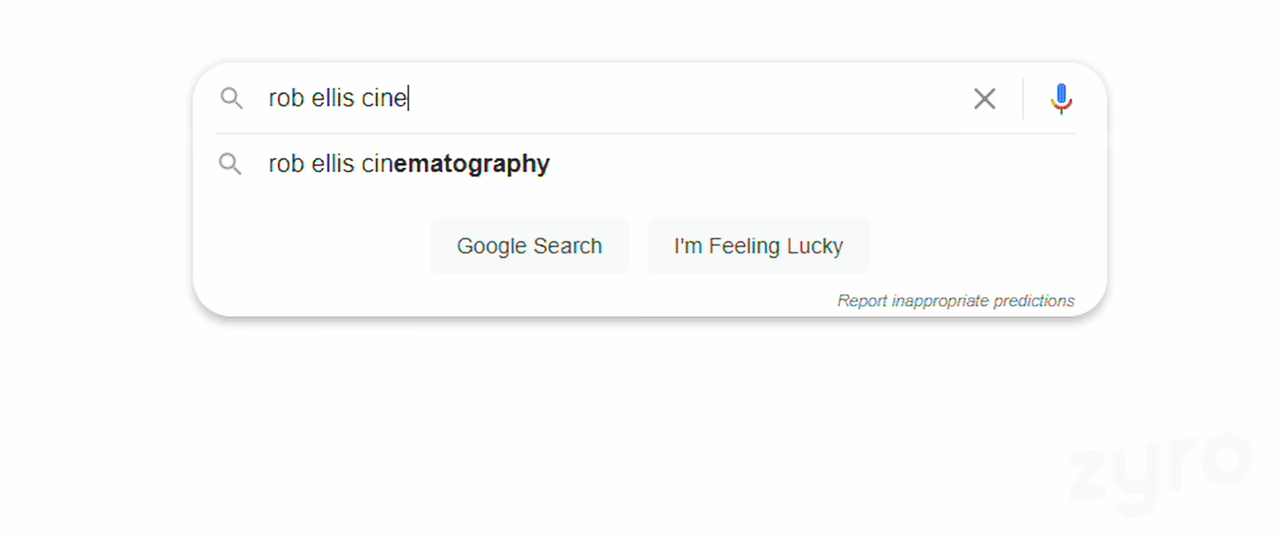 rob ellis cine
rob ellis cinematography
Google Search
I'm Feeling Lucky
Report inappropriate predictions
zyro